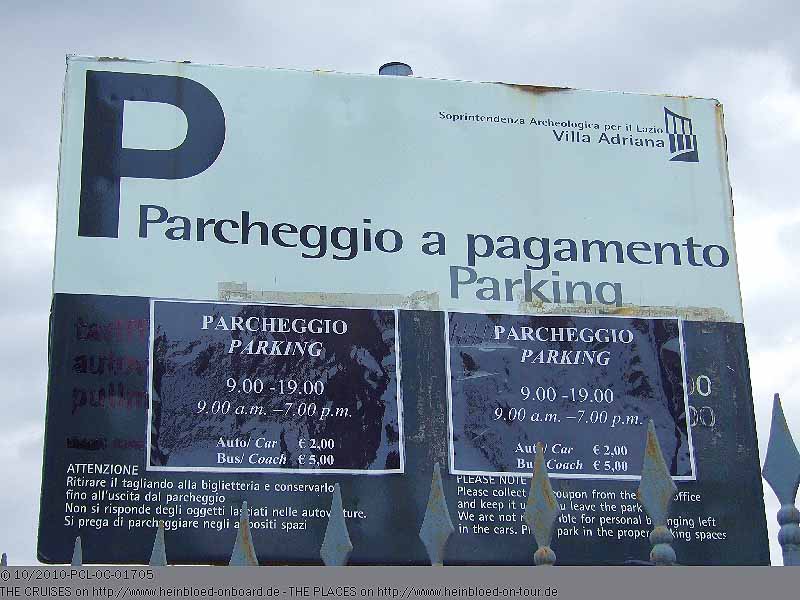 P
Soprintendenza Archeologica per il Lazio
Villa Adriana
Parcheggio a pagamento
Parking
PARCHEGGIO
PARKING
9.00 -19.00
9.00 a.m. –7.00 p.m.
Auto/ Car € 2,00
Bus/ Coach € 5,00
PARCHEGGIO
PARKING
9.00 -19.00
9.00 a.m. –7.00 p.m.
Auto/ Car € 2,00
Bus/ Coach € 5,00
ATTENZIONE
Ritirare il tagliando alla biglietteria e conservarlo
fino all'uscita dal parcheggio
Non si risponde degli oggetti lasciati nelle autovetture.
Si prega di parcheggiare negli appositi spazi
PLEASE NOTE
Please collect coupon from the office
and keep it you leave the park
We are not for personal belonging left
in the cars. park in the proper parking spaces
© 10/2010-PCL-OC-01705
THE CRUISES on http://www.heinbloed-onboard.de - THE PLACES on http://www.heinbloed-on-tour.de